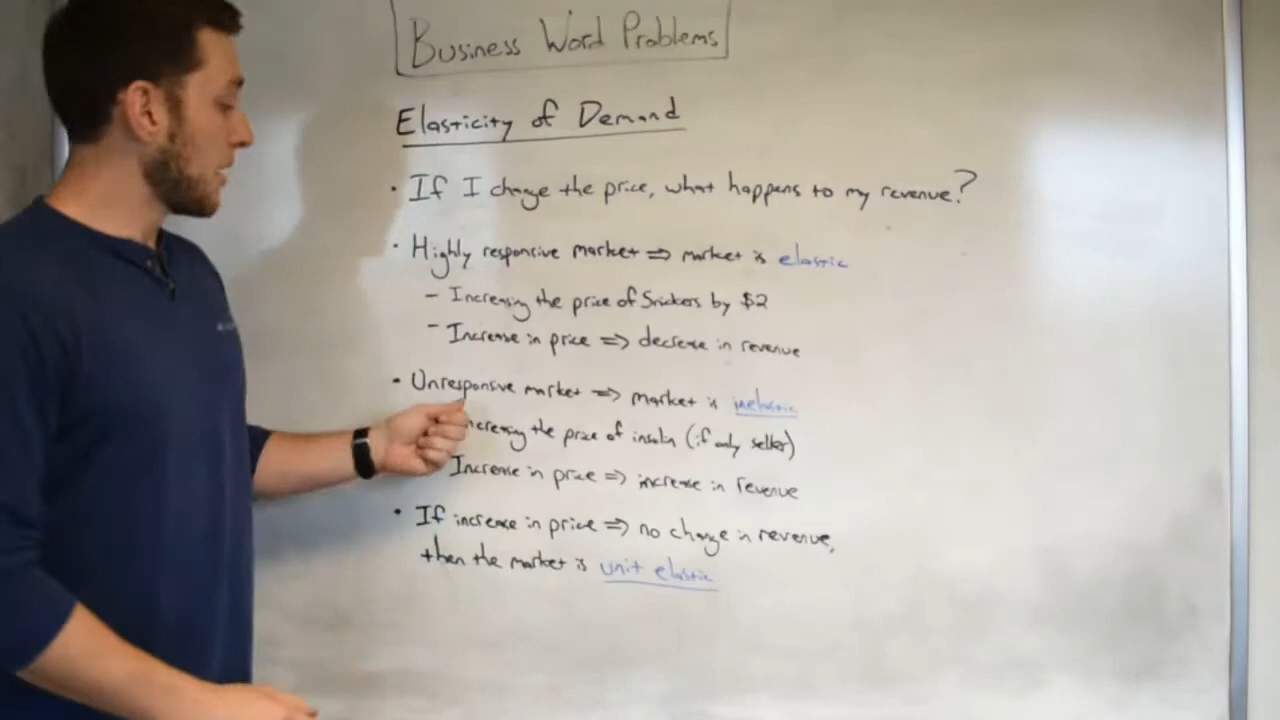 Business Word Problems
Elasticity of Demand
• If I change the price, what happens to my revenue?
• Highly responsive market ⇒ market is elastic
– Increasing the price of Snickers by $2
– Increase in price ⇒ decrease in revenue
• Unresponsive market ⇒ market is inelastic
ncreasing the price of insulin (if only seller)
Increase in price ⇒ increase in revenue
• If increase in price ⇒ no change in revenue,
then the market is unit elastic